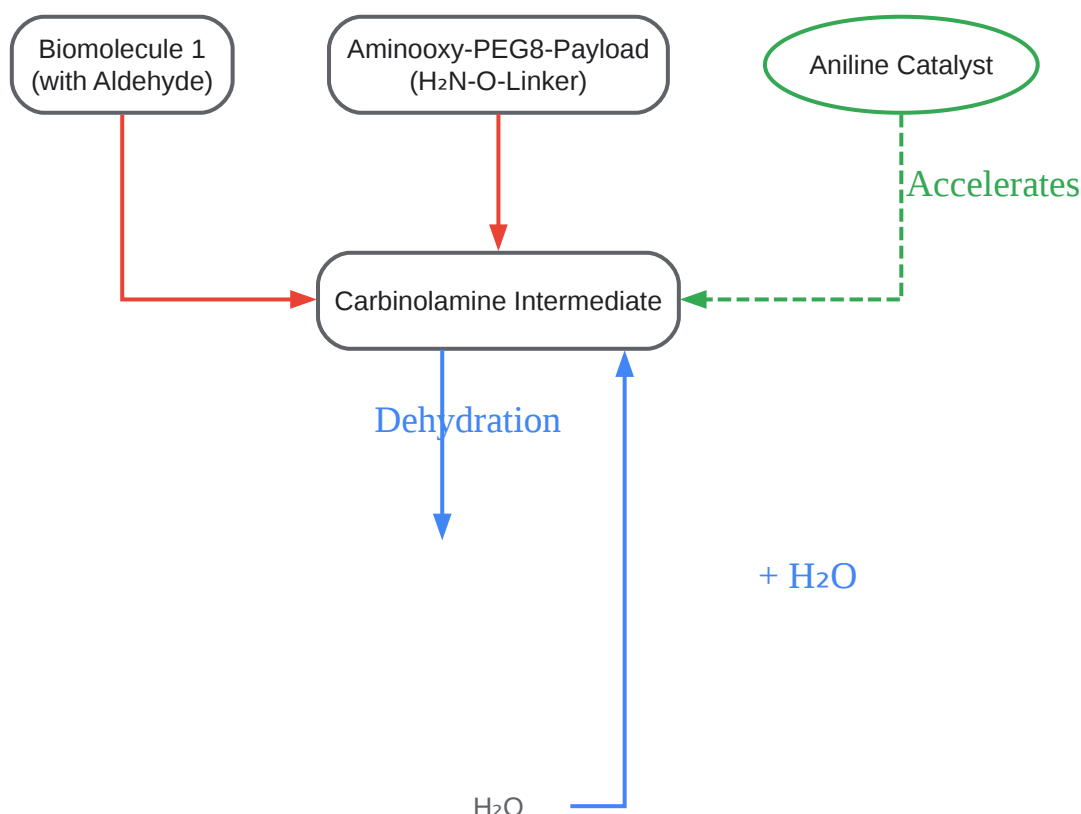 Biomolecule 1
(with Aldehyde)
Aminooxy-PEG8-Payload
(H₂N-O-Linker)
Aniline Catalyst
Accelerates
Carbinolamine Intermediate
Dehydration
+ H₂O
H₂O